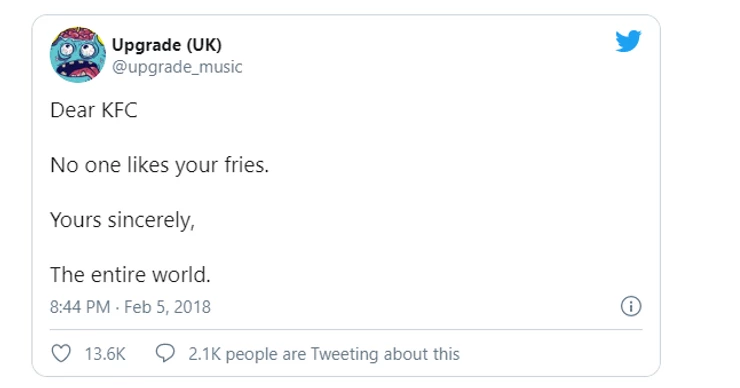 Upgrade (UK)
@upgrade_music
Dear KFC
No one likes your fries.
Yours sincerely,
The entire world.
8:44 PM · Feb 5, 2018
13.6K 2.1K people are Tweeting about this